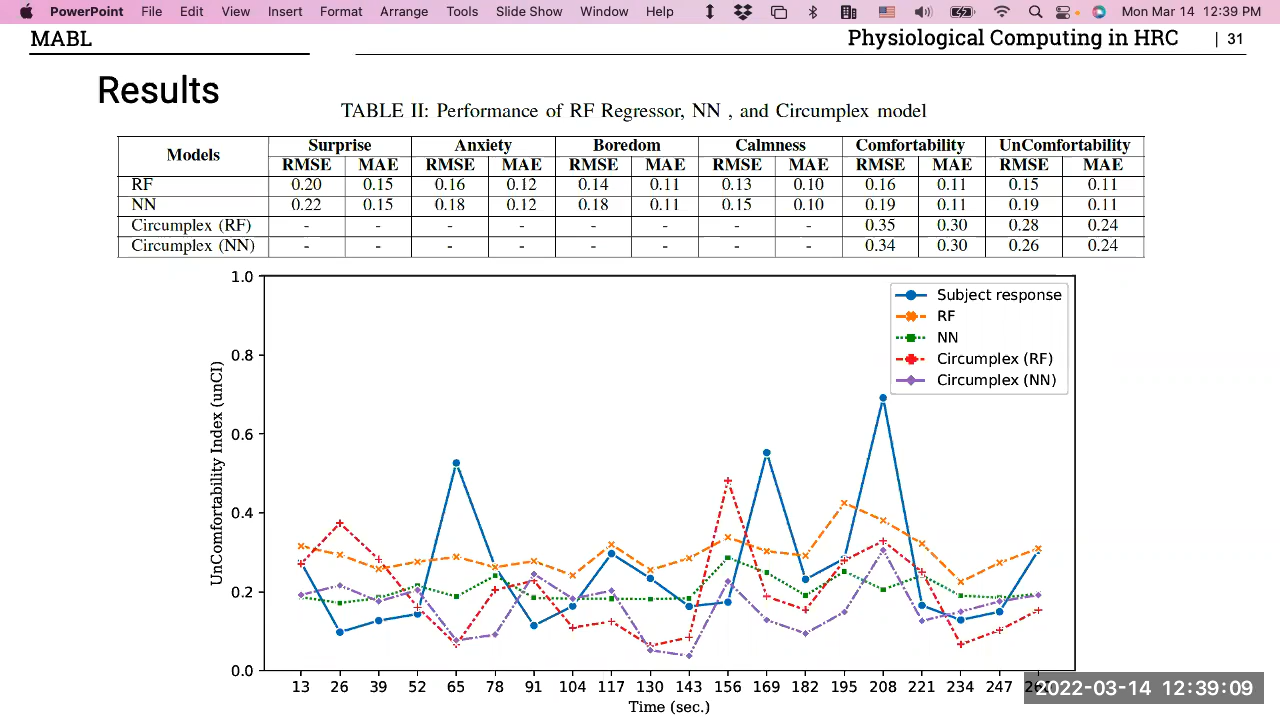 PowerPoint File Edit View Insert Format Arrange Tools Slide Show Window Help Mon Mar 14 12:39 PM
MABL Physiological Computing in HRC | 31
Results
TABLE II: Performance of RF Regressor, NN , and Circumplex model
Models Surprise Anxiety Boredom Calmness Comfortability UnComfortability
RMSE MAE RMSE MAE RMSE MAE RMSE MAE RMSE MAE RMSE MAE
RF 0.20 0.15 0.16 0.12 0.14 0.11 0.13 0.10 0.16 0.11 0.15 0.11
NN 0.22 0.15 0.18 0.12 0.18 0.11 0.15 0.10 0.19 0.11 0.19 0.11
Circumplex (RF) - - - - - - - - 0.35 0.30 0.28 0.24
Circumplex (NN) - - - - - - - - 0.34 0.30 0.26 0.24
1.0
0.8
0.6
0.4
0.2
0.0
UnComfortability Index (unCI)
Subject response
RF
NN
Circumplex (RF)
Circumplex (NN)
13 26 39 52 65 78 91 104 117 130 143 156 169 182 195 208 221 234 247
Time (sec.)
2022-03-14 12:39:09